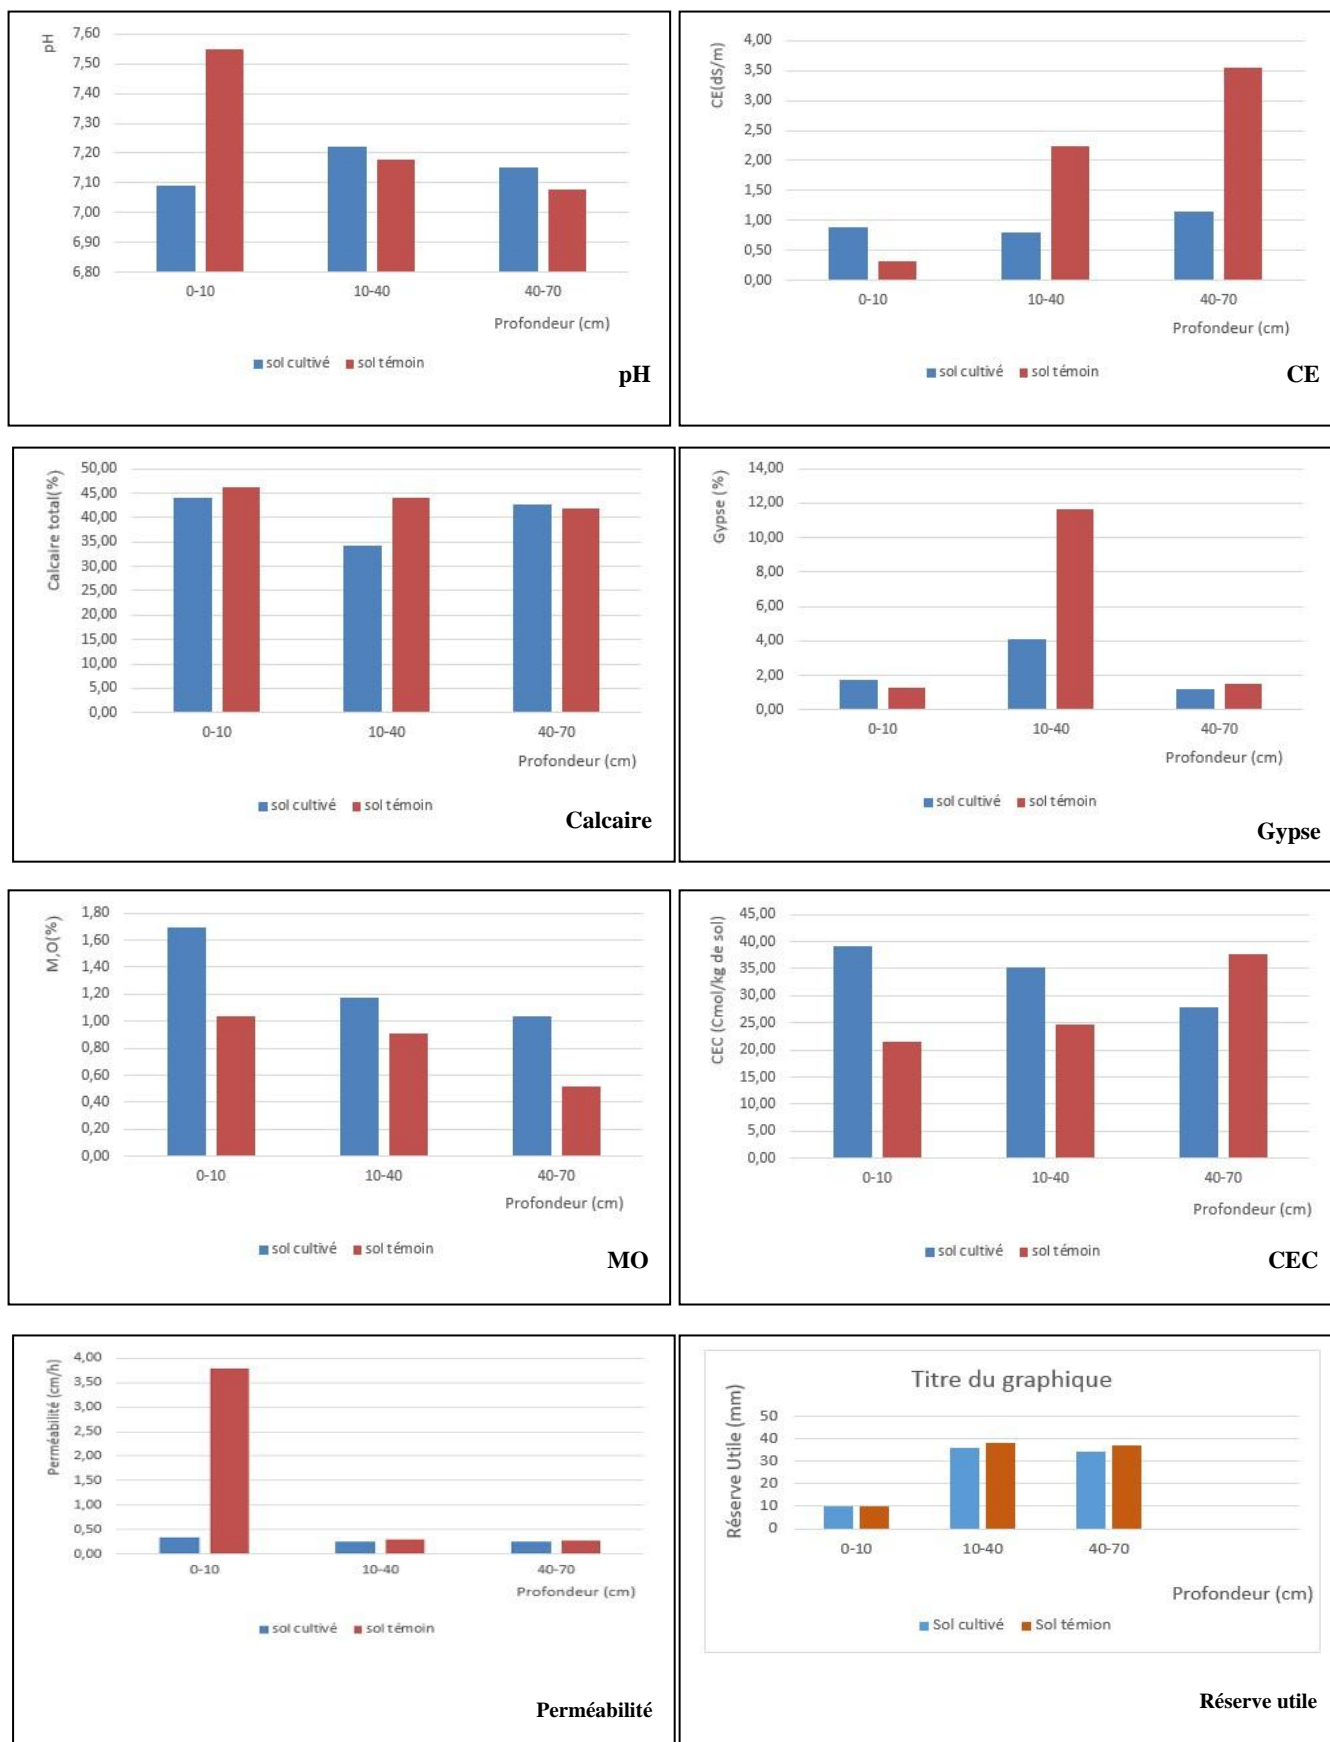 pH
7,60
7,50
7,40
7,30
7,20
7,10
7,00
6,90
6,80
0-10 10-40 40-70
Profondeur (cm)
sol cultivé sol témoin
pH
CE(dS/m)
4,00
3,50
3,00
2,50
2,00
1,50
1,00
0,50
0,00
0-10 10-40 40-70
Profondeur (cm)
sol cultivé sol témoin
CE
Calcaire total(%)
50,00
45,00
40,00
35,00
30,00
25,00
20,00
15,00
10,00
5,00
0,00
0-10 10-40 40-70
Profondeur (cm)
sol cultivé sol témoin
Calcaire
Gypse (%)
14,00
12,00
10,00
8,00
6,00
4,00
2,00
0,00
0-10 10-40 40-70
Profondeur (cm)
sol cultivé sol témoin
Gypse
M,O(%)
1,80
1,60
1,40
1,20
1,00
0,80
0,60
0,40
0,20
0,00
0-10 10-40 40-70
Profondeur (cm)
sol cultivé sol témoin
MO
CEC (Cmol/kg de sol)
45,00
40,00
35,00
30,00
25,00
20,00
15,00
10,00
5,00
0,00
0-10 10-40 40-70
Profondeur (cm)
sol cultivé sol témoin
CEC
Perméabilité (cm/h)
4,00
3,50
3,00
2,50
2,00
1,50
1,00
0,50
0,00
0-10 10-40 40-70
Profondeur (cm)
sol cultivé sol témoin
Perméabilité
Titre du graphique
Réserve Utile (mm)
50
40
30
20
10
0
0-10 10-40 40-70
Profondeur (cm)
Sol cultivé Sol témion
Réserve utile